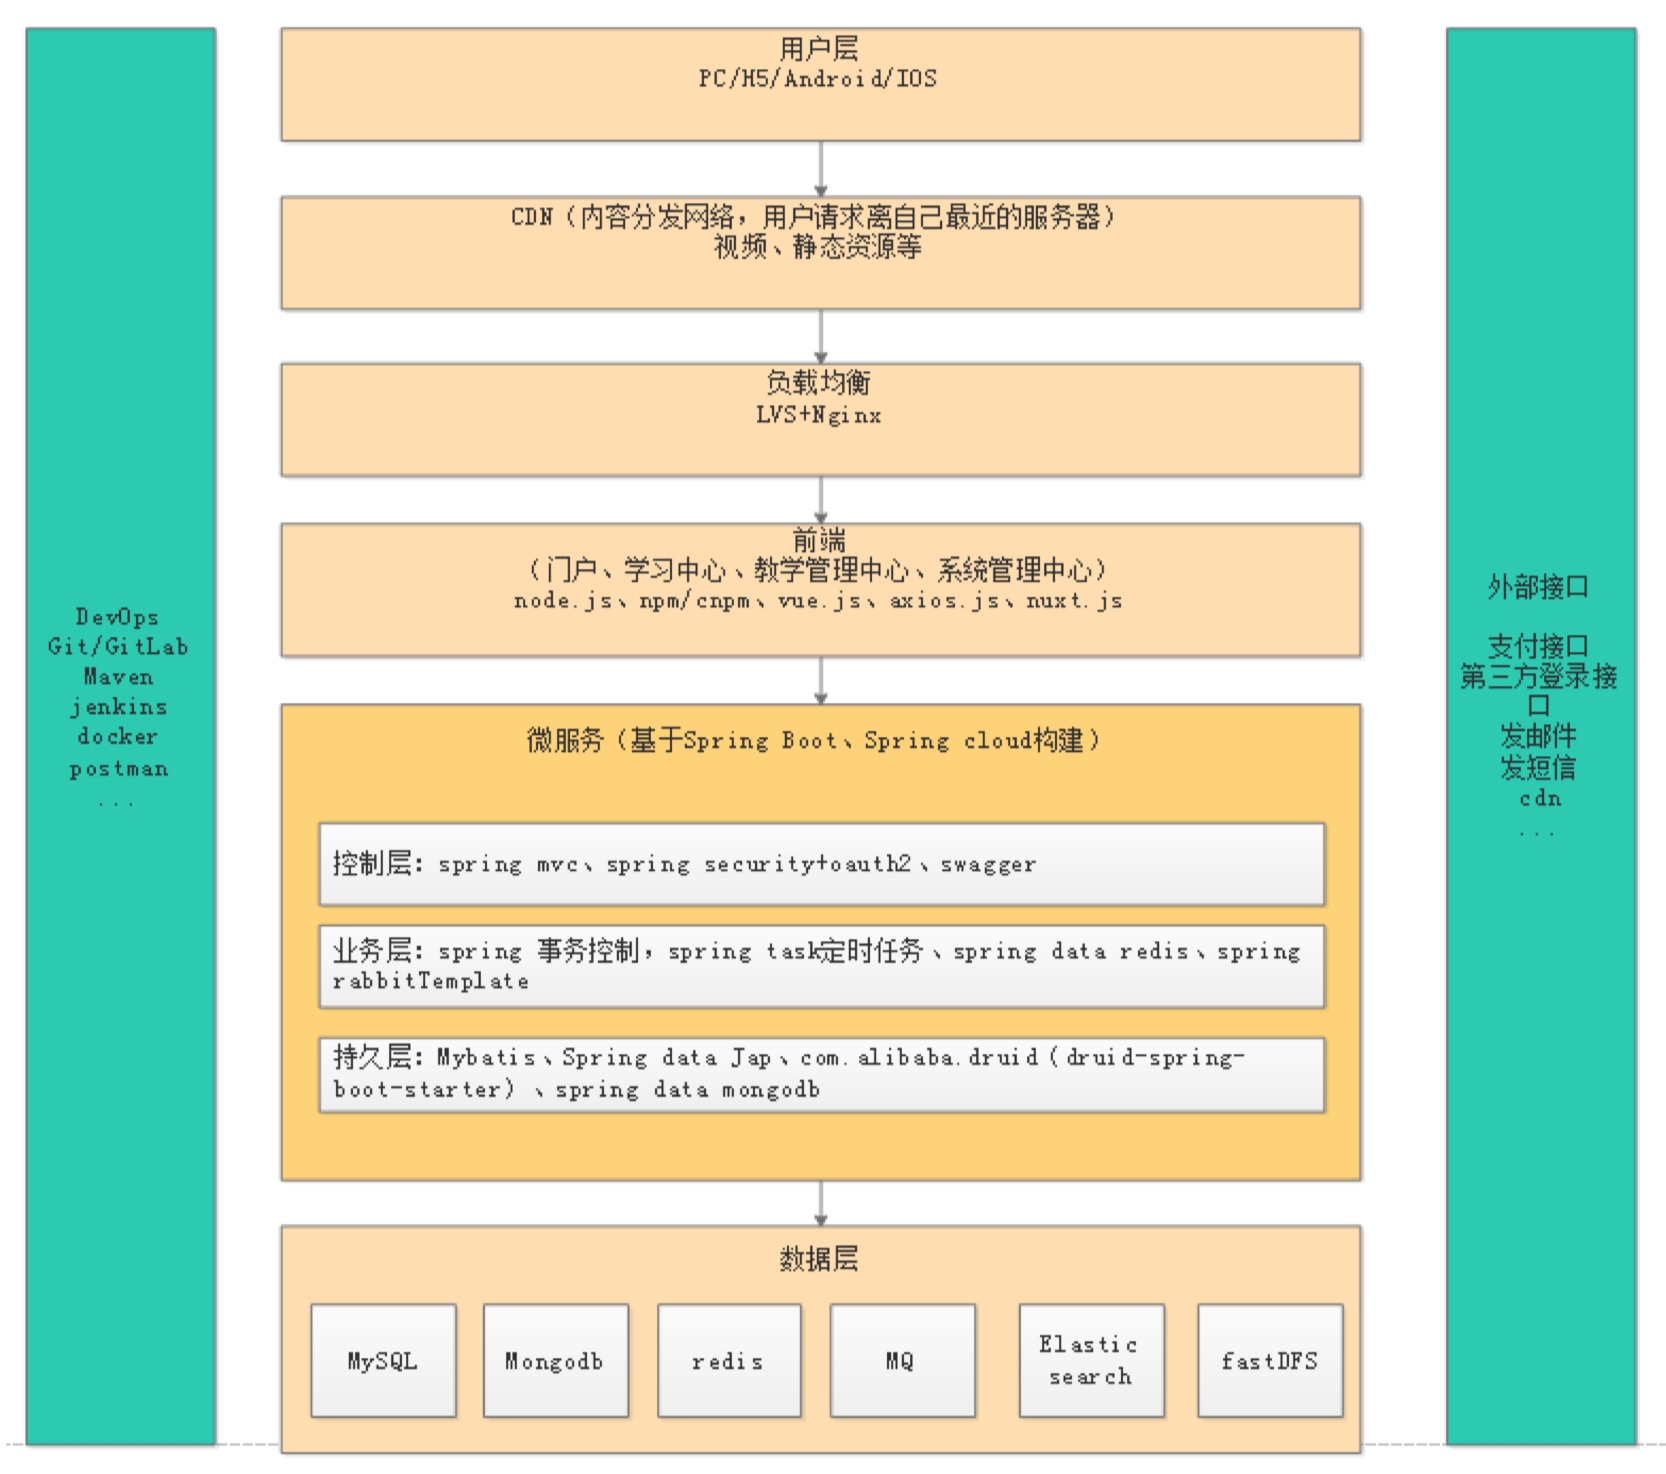 用户层
PC/H5/Android/IOS
CDN（内容分发网络，用户请求离自己最近的服务器）
视频、静态资源等
负载均衡
LVS+Nginx
前端
（门户、学习中心、教学管理中心、系统管理中心）
node.js、npm/cnpm、vue.js、axios.js、nuxt.js
DevOps
Git/GitLab
Maven
jenkins
docker
postman
...
微服务（基于Spring Boot、Spring cloud构建）
控制层：spring mvc、spring security+oauth2、swagger
业务层：spring 事务控制，spring task定时任务、spring data redis、spring
rabbitTemplate
持久层：Mybatis、Spring data Jap、com.alibaba.druid（druid-spring-
boot-starter）、spring data mongodb
数据层
MySQL
Mongodb
redis
MQ
Elastic
search
fastDFS
外部接口
支付接口
第三方登录接
口
发邮件
发短信
cdn
...